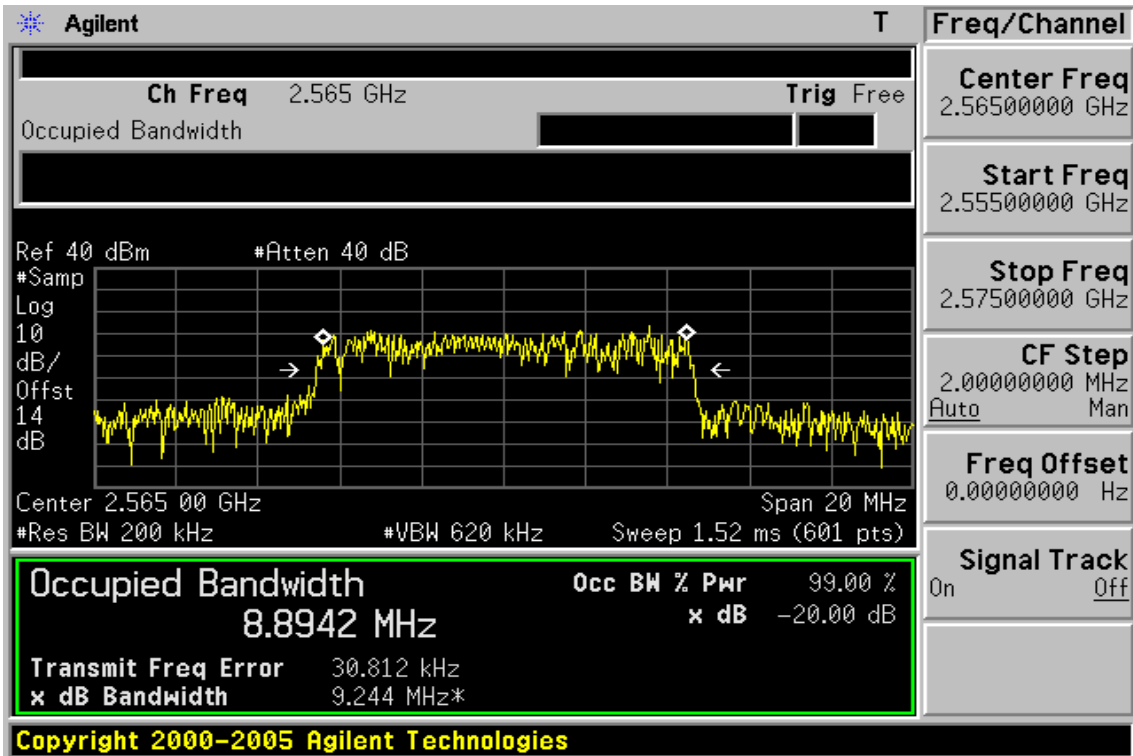 Agilent T Freq/Channel
Ch Freq 2.565 GHz Trig Free
Occupied Bandwidth
Center Freq
2.56500000 GHz
Start Freq
2.55500000 GHz
Stop Freq
2.57500000 GHz
CF Step
2.00000000 MHz
Auto Man
Freq Offset
0.00000000 Hz
Signal Track
On Off
Ref 40 dBm #Atten 40 dB
#Samp
Log
10
dB/
Offst
14
dB
Center 2.565 00 GHz Span 20 MHz
#Res BW 200 kHz #VBW 620 kHz Sweep 1.52 ms (601 pts)
Occupied Bandwidth Occ BW % Pwr 99.00 %
8.8942 MHz x dB -20.00 dB
Transmit Freq Error 30.812 kHz
x dB Bandwidth 9.244 MHz*
Copyright 2000-2005 Agilent Technologies